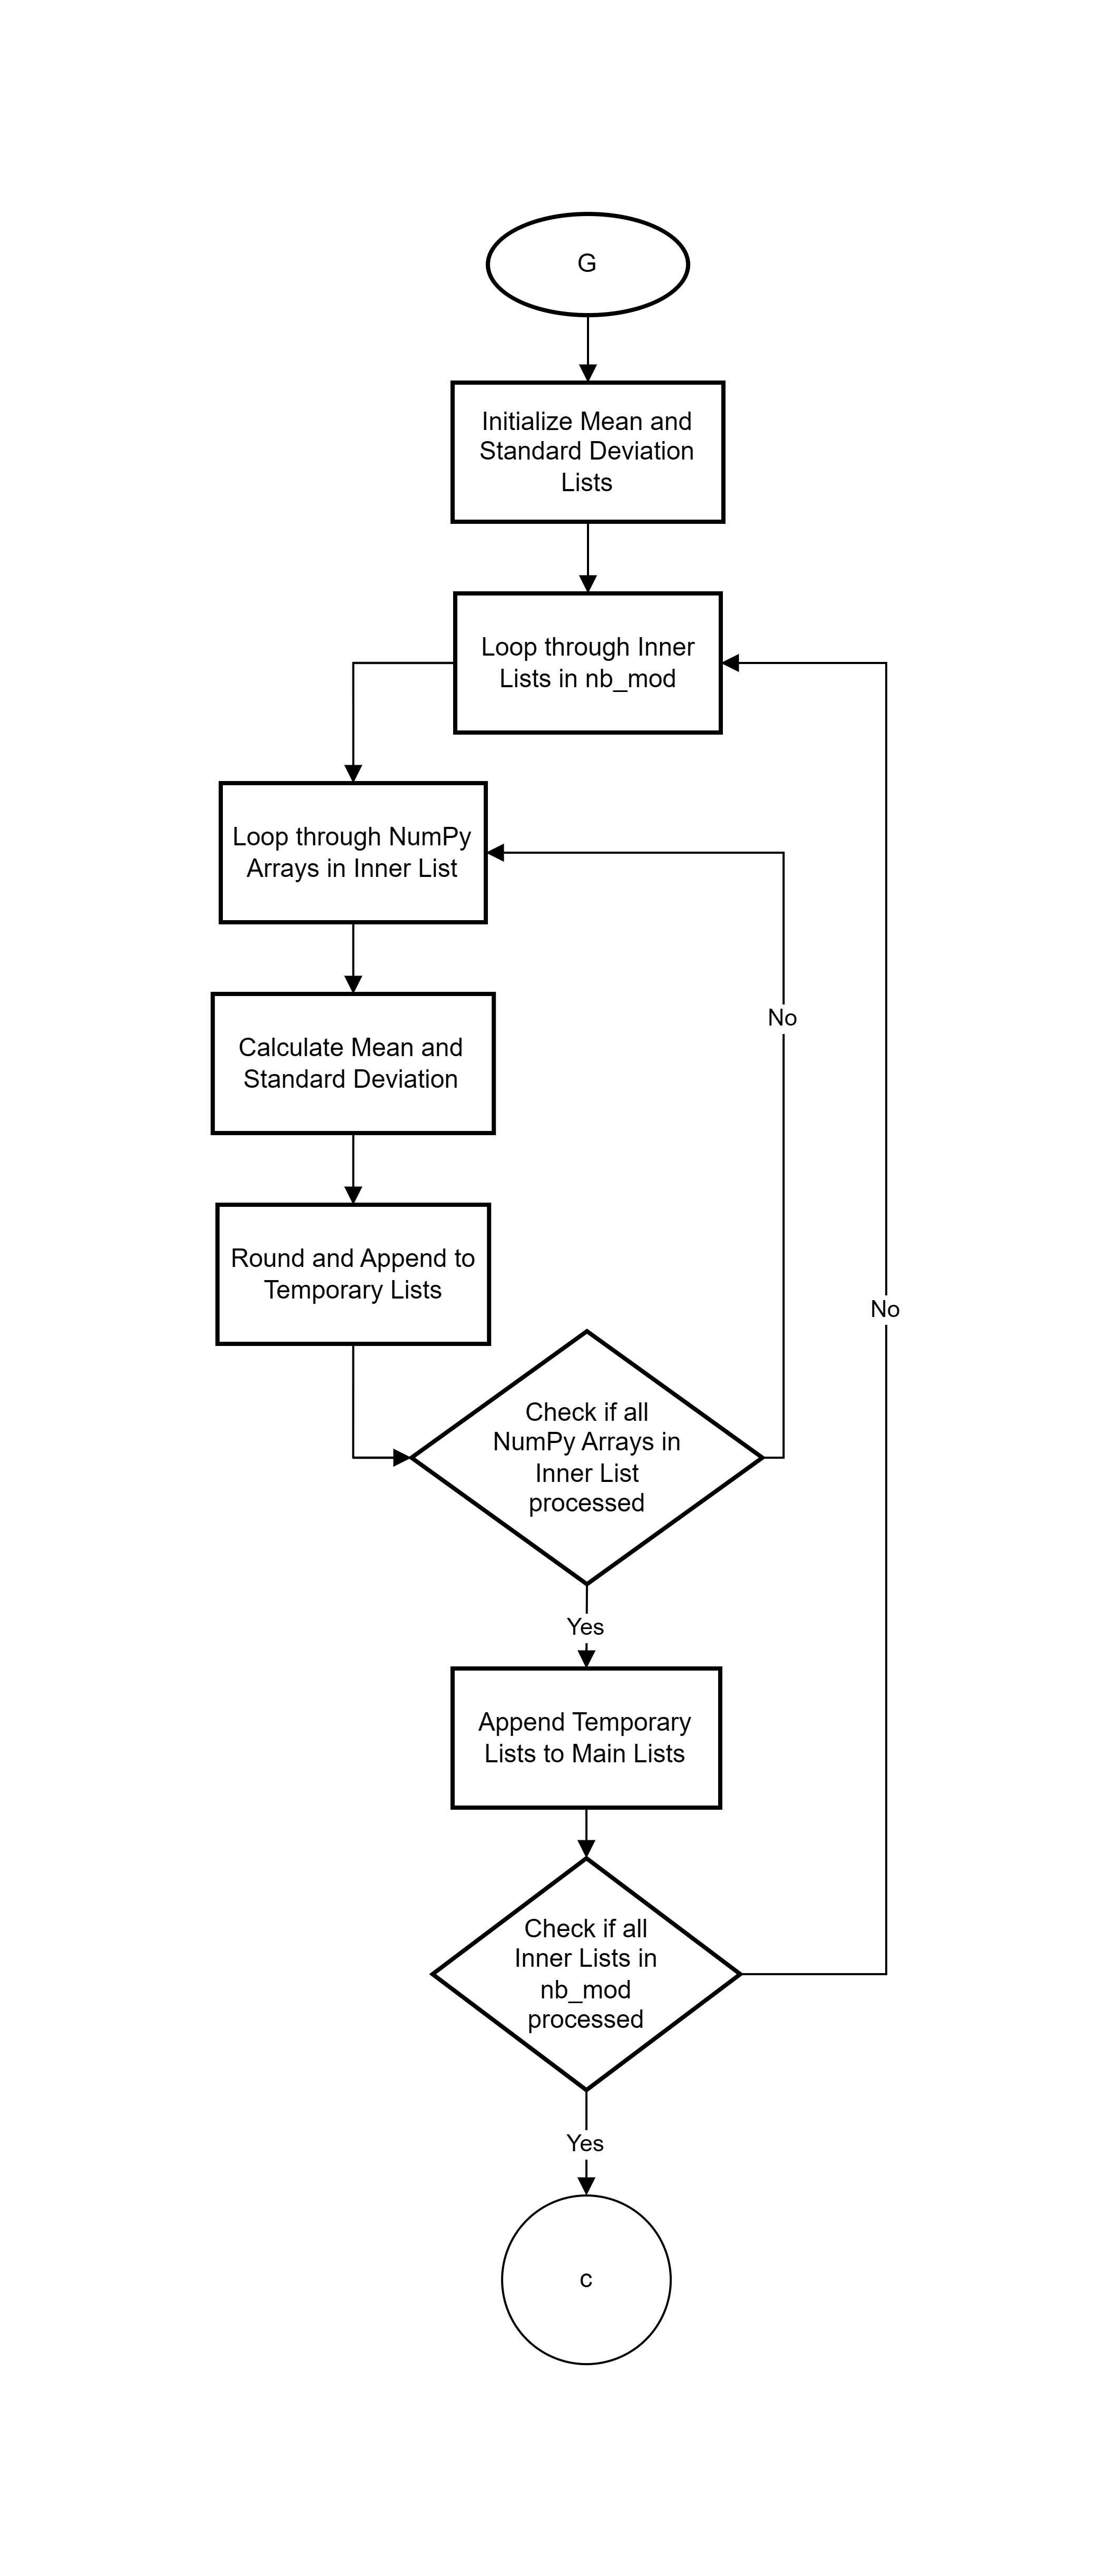 G
Initialize Mean and
Standard Deviation
Lists
Loop through Inner
Lists in nb_mod
Loop through NumPy
Arrays in Inner List
No
Calculate Mean and
Standard Deviation
Round and Append to
Temporary Lists
No
Check if all
NumPy Arrays in
Inner List
processed
Yes
Append Temporary
Lists to Main Lists
Check if all
Inner Lists in
nb_mod
processed
Yes
c